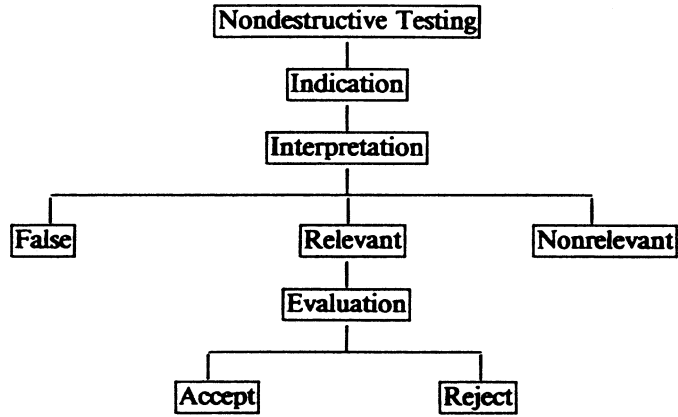 Nondestructive Testing
Indication
Interpretation
False
Relevant
Nonrelevant
Evaluation
Accept
Reject